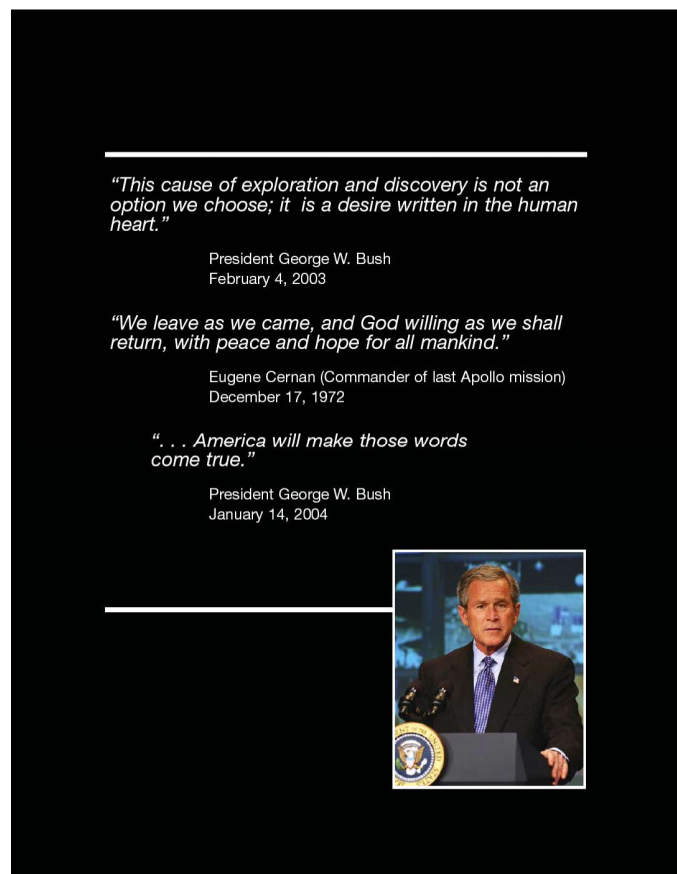 “This cause of exploration and discovery is not an
option we choose; it is a desire written in the human
heart.”
President George W. Bush
February 4, 2003
“We leave as we came, and God willing as we shall
return, with peace and hope for all mankind.”
Eugene Cernan (Commander of last Apollo mission)
December 17, 1972
“. . . America will make those words
come true.”
President George W. Bush
January 14, 2004